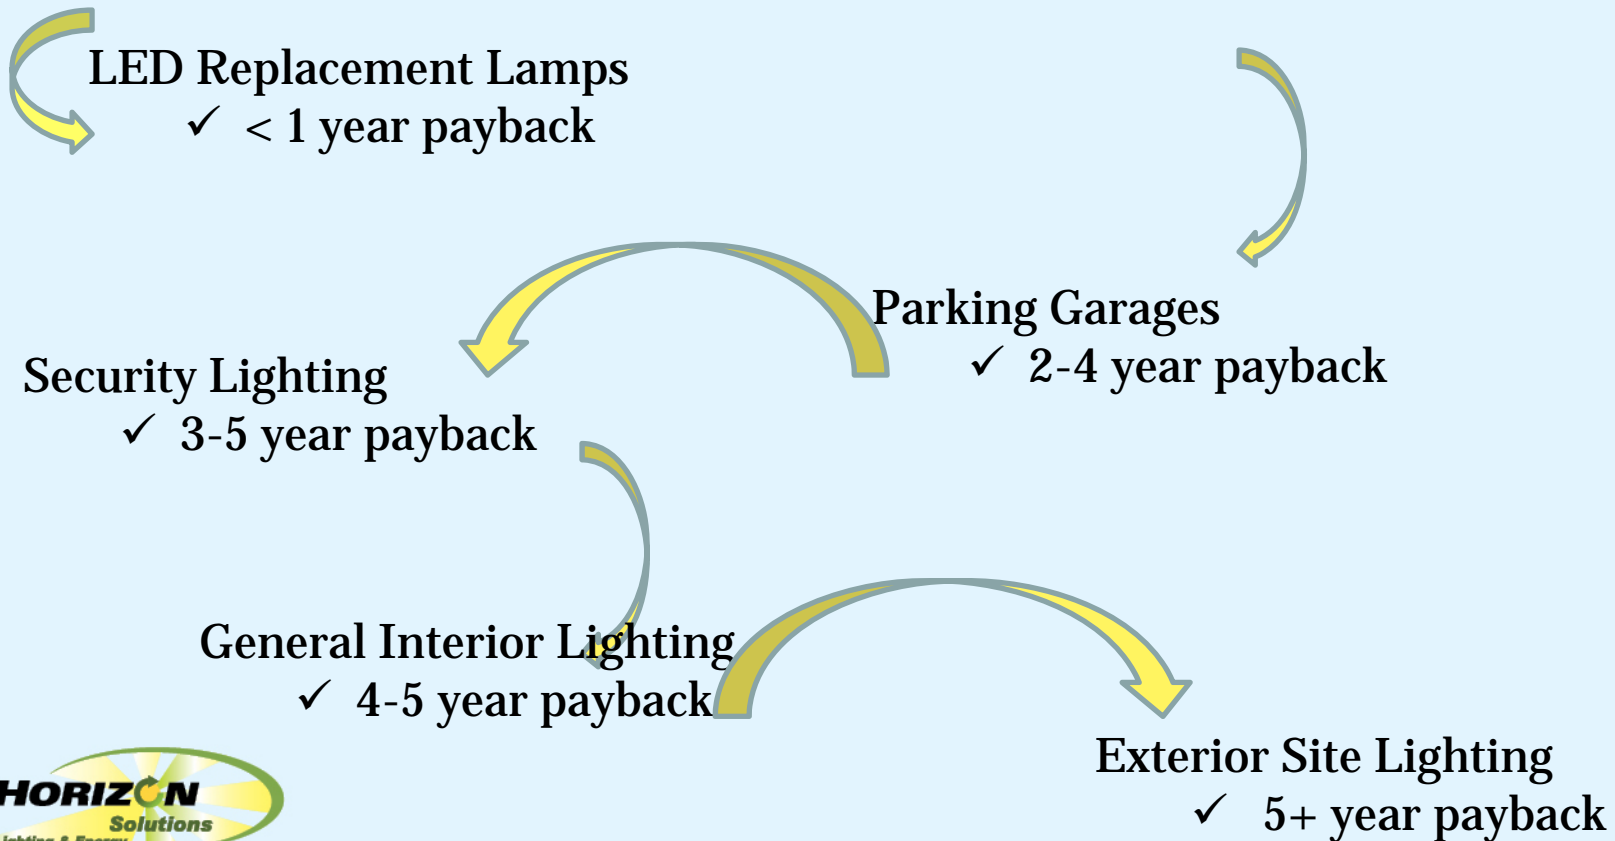 LED Replacement Lamps
✓ < 1 year payback
Parking Garages
✓ 2-4 year payback
Security Lighting
✓ 3-5 year payback
General Interior Lighting
✓ 4-5 year payback
Exterior Site Lighting
✓ 5+ year payback
HORIZON
Solutions